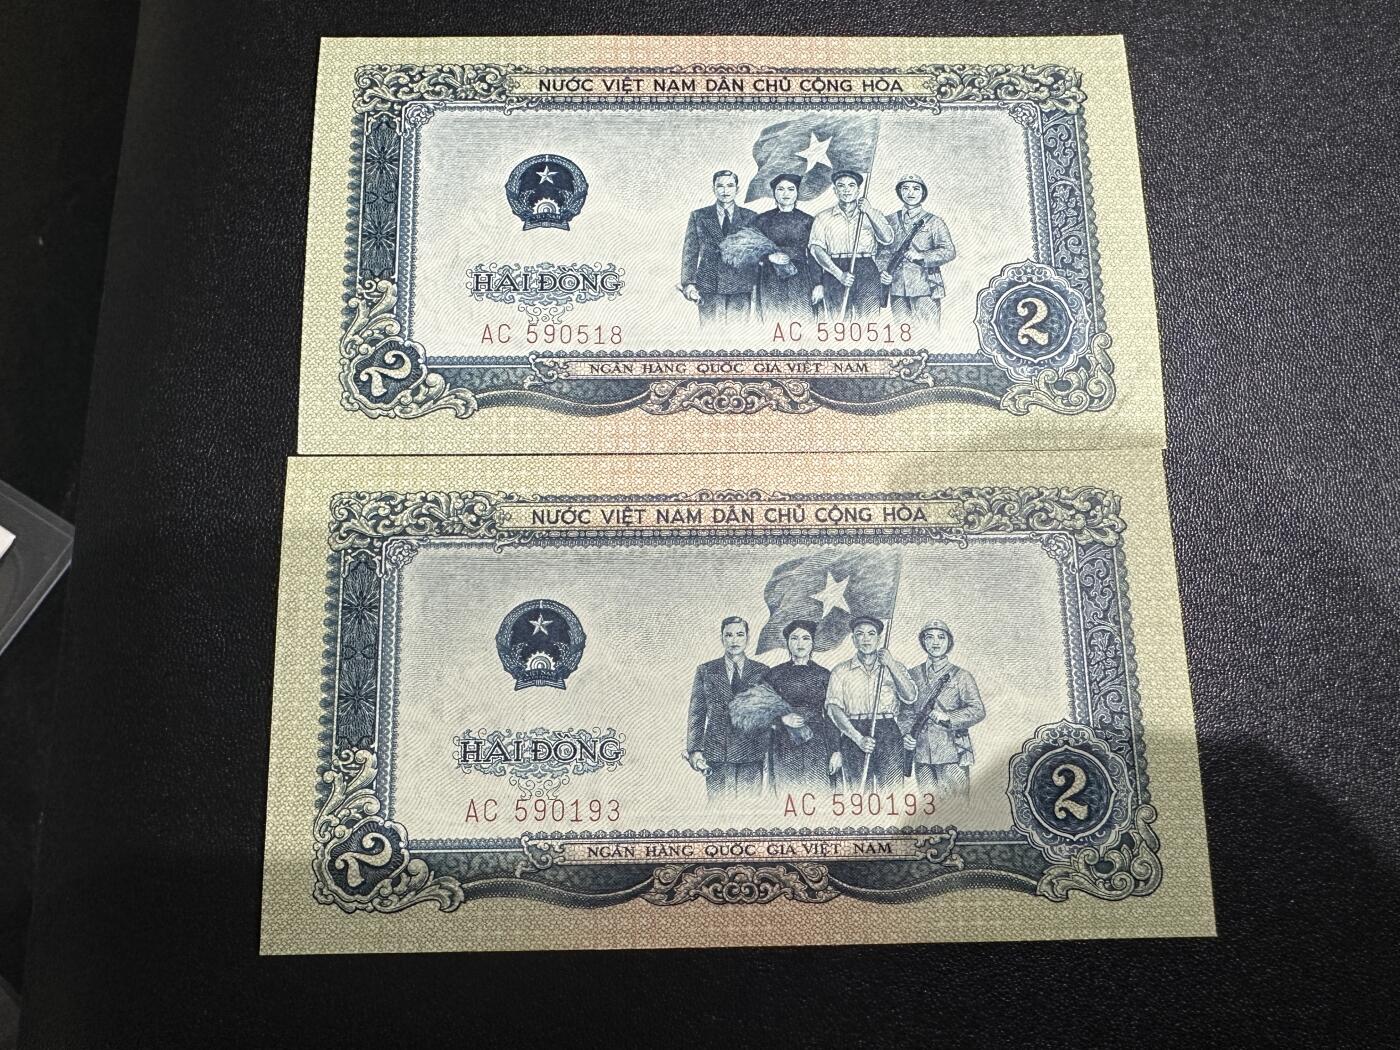 NƯỚC VIỆT NAM DÂN CHỦ CỘNG HÒA
HAI ĐỒNG
AC 590518 AC 590518
2 2
NGÂN HÀNG QUỐC GIA VIỆT NAM
NƯỚC VIỆT NAM DÂN CHỦ CỘNG HÒA
HAI ĐỒNG
AC 590193 AC 590193
2 2
NGÂN HÀNG QUỐC GIA VIỆT NAM